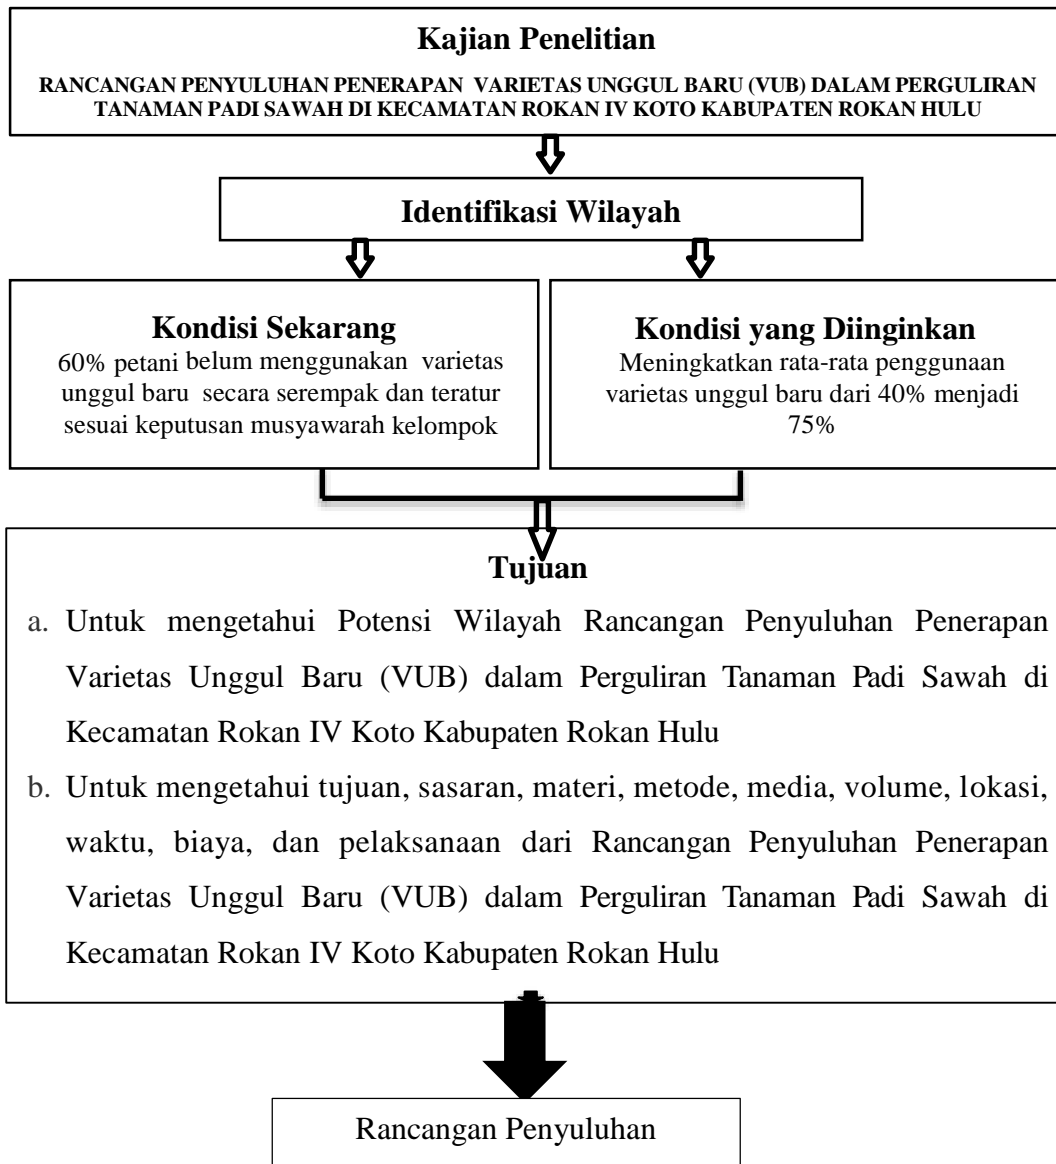 Kajian Penelitian
RANCANGAN PENYULUHAN PENERAPAN VARIETAS UNGGUL BARU (VUB) DALAM PERGULIRAN
TANAMAN PADI SAWAH DI KECAMATAN ROKAN IV KOTO KABUPATEN ROKAN HULU
Identifikasi Wilayah
Kondisi Sekarang
60% petani belum menggunakan varietas
unggul baru secara serempak dan teratur
sesuai keputusan musyawarah kelompok
Kondisi yang Diinginkan
Meningkatkan rata-rata penggunaan
varietas unggul baru dari 40% menjadi
75%
Tujuan
a. Untuk mengetahui Potensi Wilayah Rancangan Penyuluhan Penerapan
Varietas Unggul Baru (VUB) dalam Perguliran Tanaman Padi Sawah di
Kecamatan Rokan IV Koto Kabupaten Rokan Hulu
b. Untuk mengetahui tujuan, sasaran, materi, metode, media, volume, lokasi,
waktu, biaya, dan pelaksanaan dari Rancangan Penyuluhan Penerapan
Varietas Unggul Baru (VUB) dalam Perguliran Tanaman Padi Sawah di
Kecamatan Rokan IV Koto Kabupaten Rokan Hulu
Rancangan Penyuluhan